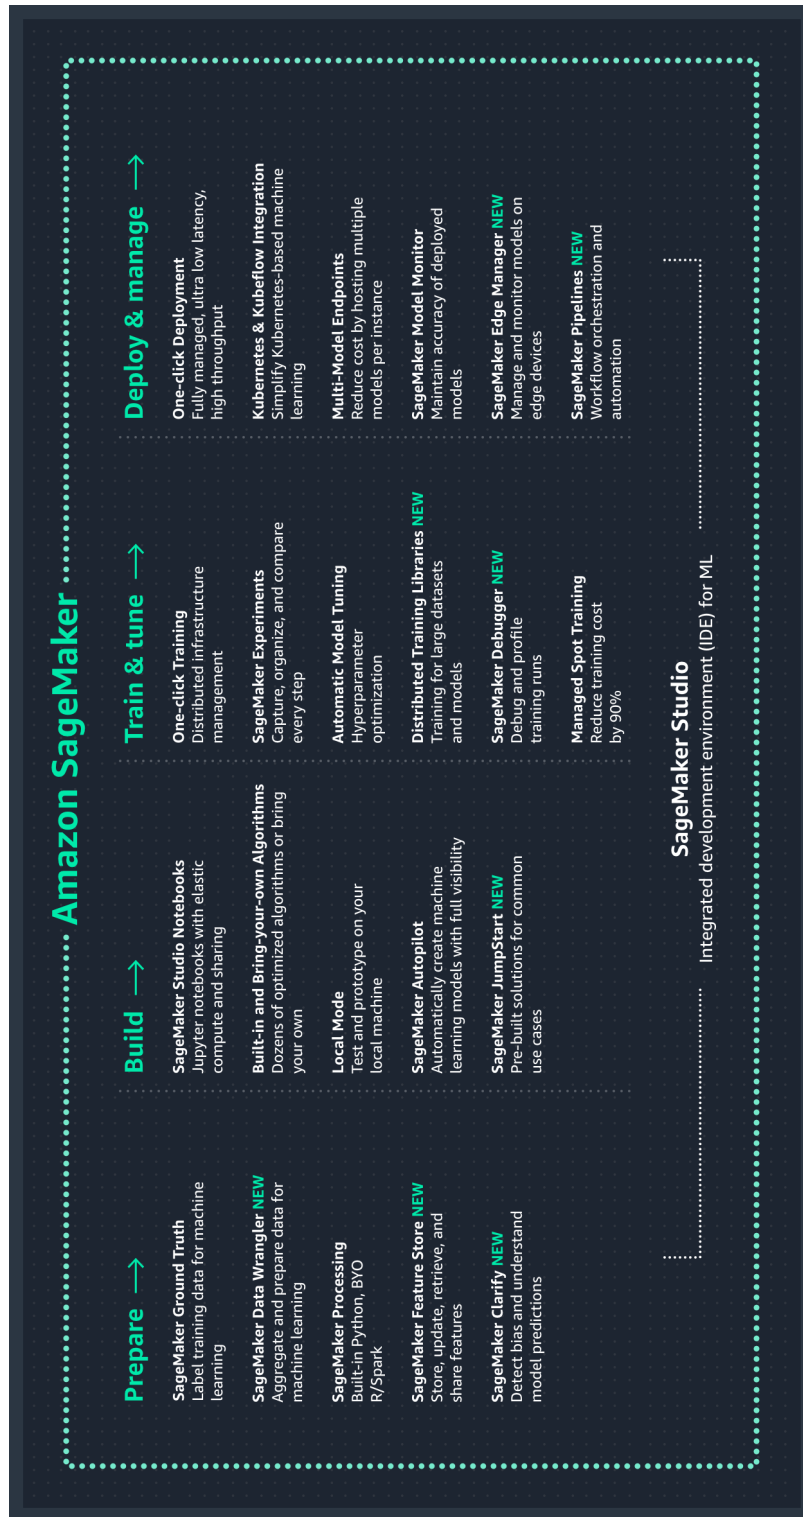 Amazon SageMaker
Prepare
SageMaker Ground Truth
Label training data for machine
learning
SageMaker Data Wrangler NEW
Aggregate and prepare data for
machine learning
SageMaker Processing
Built-in Python, BYO
R/Spark
SageMaker Feature Store NEW
Store, update, retrieve, and
share features
SageMaker Clarify NEW
Detect bias and understand
model predictions
Build
SageMaker Studio Notebooks
Jupyter notebooks with elastic
compute and sharing
Built-in and Bring-your-own Algorithms
Dozens of optimized algorithms or bring
your own
Local Mode
Test and prototype on your
local machine
SageMaker Autopilot
Automatically create machine
learning models with full visibility
SageMaker JumpStart NEW
Pre-built solutions for common
use cases
Train & tune
One-click Training
Distributed infrastructure
management
SageMaker Experiments
Capture, organize, and compare
every step
Automatic Model Tuning
Hyperparameter
optimization
Distributed Training Libraries NEW
Training for large datasets
and models
SageMaker Debugger NEW
Debug and profile
training runs
Managed Spot Training
Reduce training cost
by 90%
Deploy & manage
One-click Deployment
Fully managed, ultra low latency,
high throughput
Kubernetes & Kubeflow Integration
Simplify Kubernetes-based machine
learning
Multi-Model Endpoints
Reduce cost by hosting multiple
models per instance
SageMaker Model Monitor
Maintain accuracy of deployed
models
SageMaker Edge Manager NEW
Manage and monitor models on
edge devices
SageMaker Pipelines NEW
Workflow orchestration and
automation
SageMaker Studio
Integrated development environment (IDE) for ML